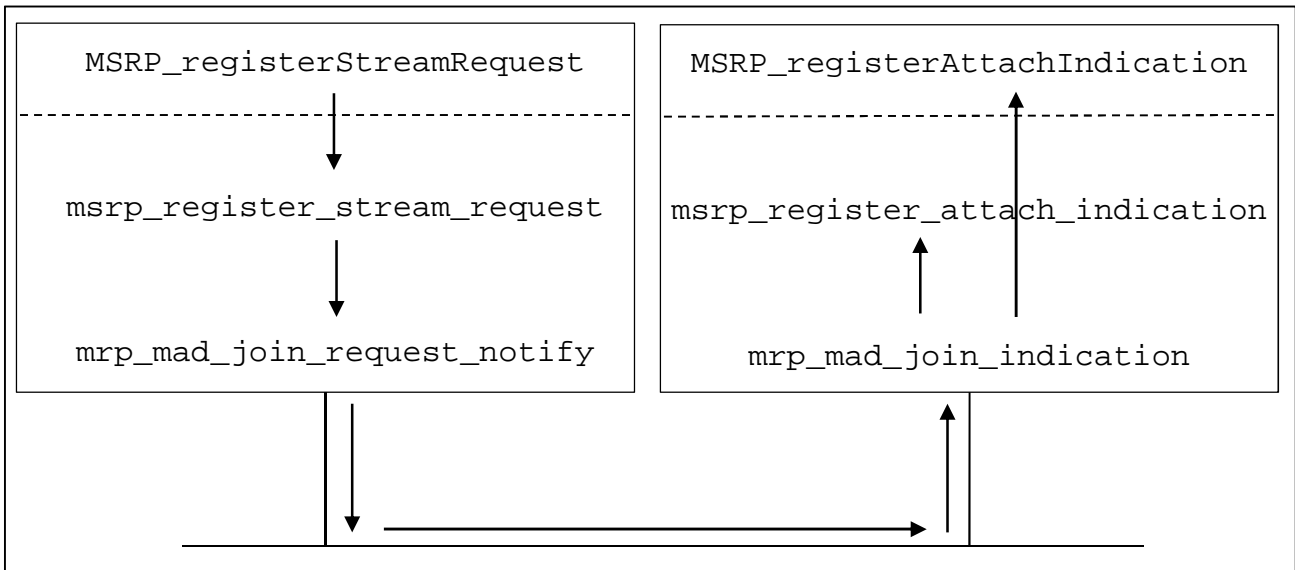 MSRP_registerStreamRequest
msrp_register_stream_request
mrp_mad_join_request_notify
MSRP_registerAttachIndication
msrp_register_attach_indication
mrp_mad_join_indication